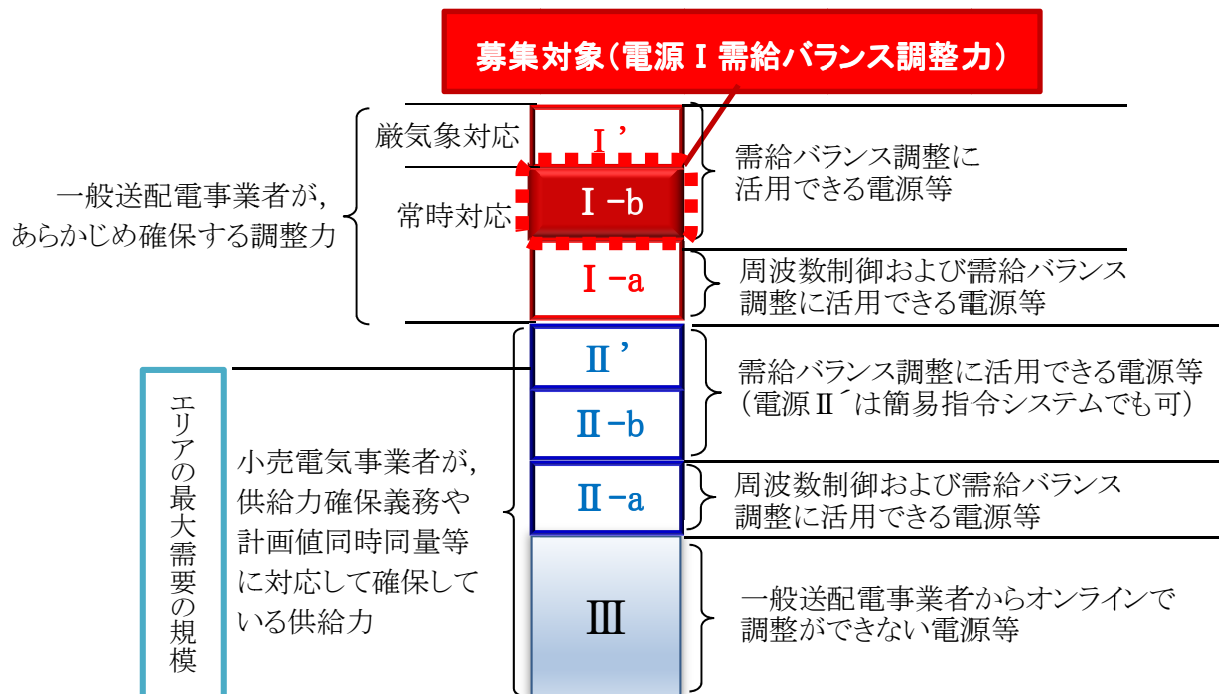 募集対象(電源Ⅰ需給バランス調整力)
厳気象対応
Ⅰ’
需給バランス調整に
活用できる電源等
一般送配電事業者が,
あらかじめ確保する調整力
常時対応
Ⅰ-b
Ⅰ-a
周波数制御および需給バランス
調整に活用できる電源等
Ⅱ’
需給バランス調整に活用できる電源等
(電源Ⅱ´は簡易指令システムでも可)
Ⅱ-b
エリアの最大需要の規模
小売電気事業者が,
供給力確保義務や
計画値同時同量等
に対応して確保して
いる供給力
Ⅱ-a
周波数制御および需給バランス
調整に活用できる電源等
Ⅲ
一般送配電事業者からオンラインで
調整ができない電源等